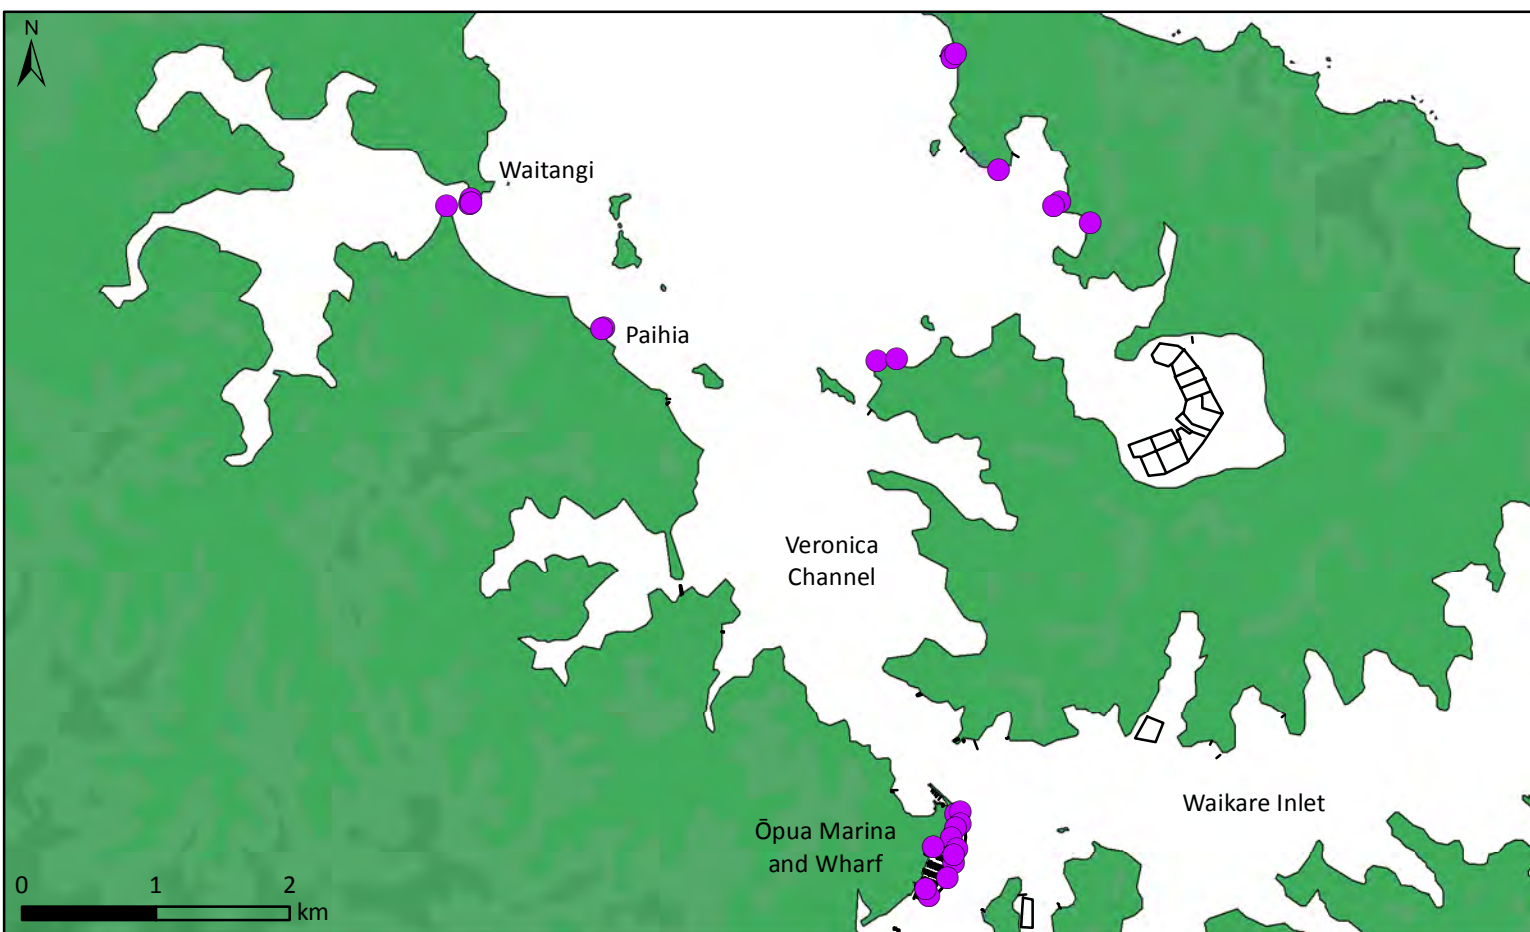 N
Waitangi
Paihia
Veronica
Channel
Waikare Inlet
Ōpua Marina
and Wharf
0 1 2
km